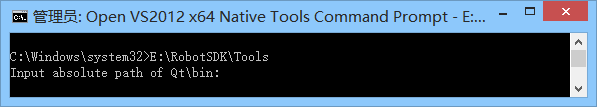 管理员: Open VS2012 x64 Native Tools Command Prompt - E:...
C:\Windows\system32>E:\RobotSDK\Tools
Input absolute path of Qt\bin: